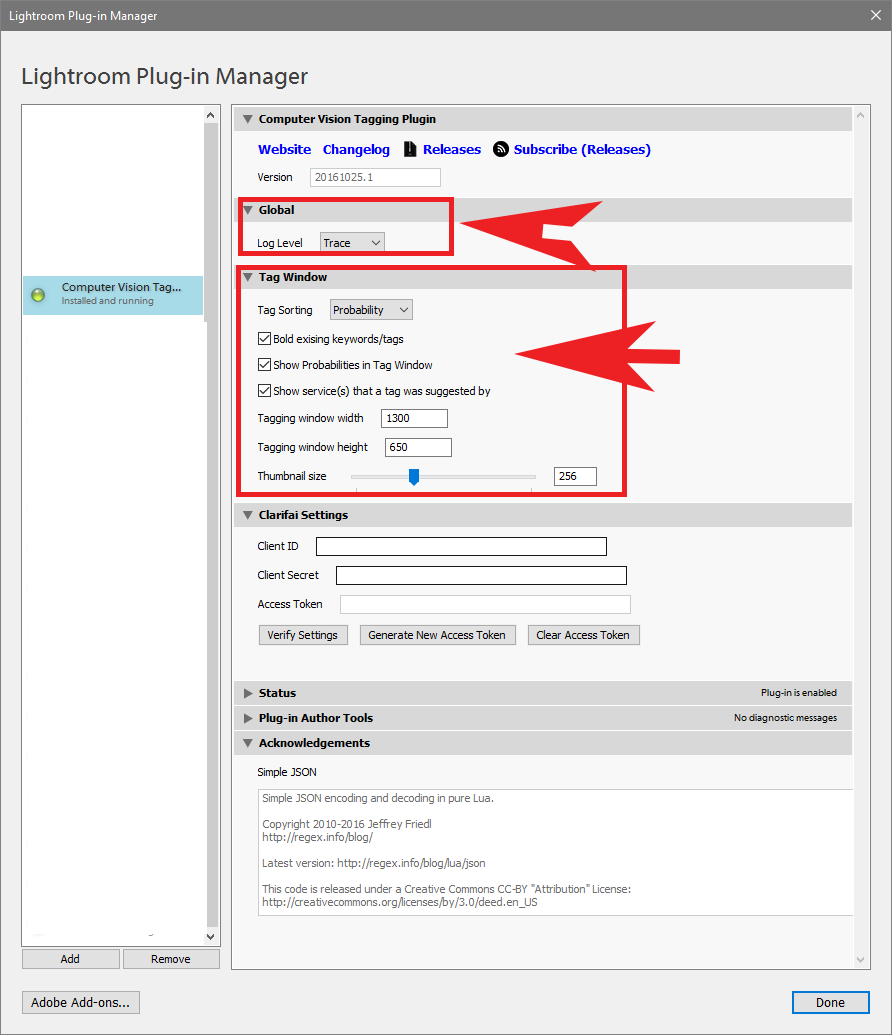 Lightroom Plug-in Manager
Lightroom Plug-in Manager
Computer Vision Tag...
Installed and running
Add Remove
Computer Vision Tagging Plugin
Website Changelog Releases Subscribe (Releases)
Version 20161025.1
Global
Log Level Trace
Tag Window
Tag Sorting Probability
Bold exising keywords/tags
Show Probabilities in Tag Window
Show service(s) that a tag was suggested by
Tagging window width 1300
Tagging window height 650
Thumbnail size 256
Clarifai Settings
Client ID
Client Secret
Access Token
Verify Settings Generate New Access Token Clear Access Token
Status Plug-in is enabled
Plug-in Author Tools No diagnostic messages
Acknowledgements
Simple JSON
Simple JSON encoding and decoding in pure Lua.
Copyright 2010-2016 Jeffrey Friedl
http://regex.info/blog/
Latest version: http://regex.info/blog/lua/json
This code is released under a Creative Commons CC-BY "Attribution" License:
http://creativecommons.org/licenses/by/3.0/deed.en_US
Adobe Add-ons... Done